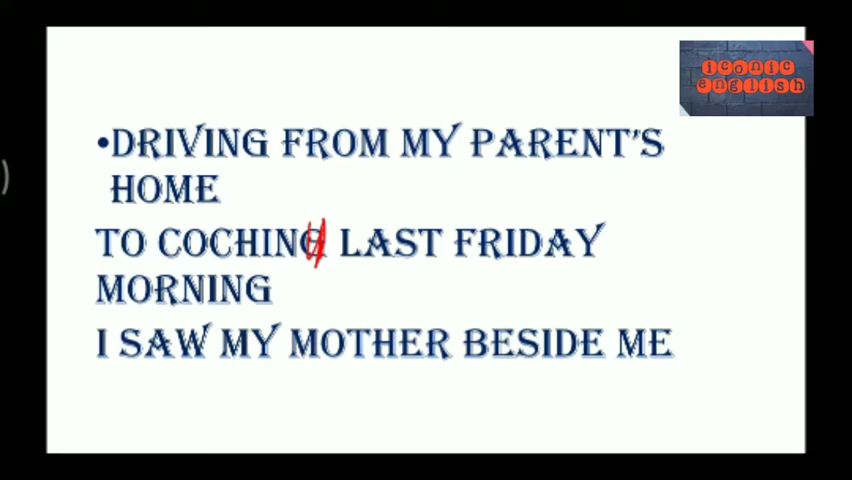 iconic
english
•DRIVING FROM MY PARENT'S
HOME
TO COCHING LAST FRIDAY
MORNING
I SAW MY MOTHER BESIDE ME